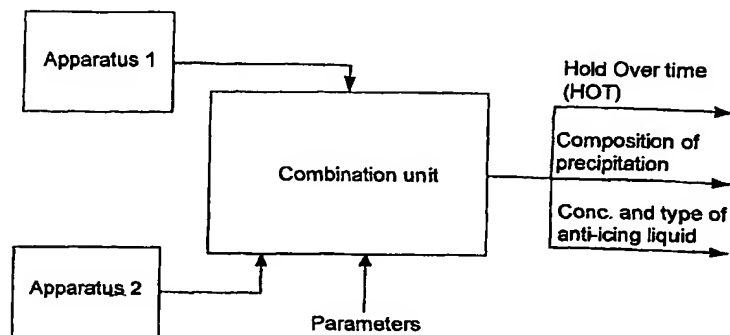 Apparatus 1
Hold Over time
(HOT)
Composition of
precipitation
Combination unit
Conc. and type of
anti-icing liquid
Apparatus 2
Parameters